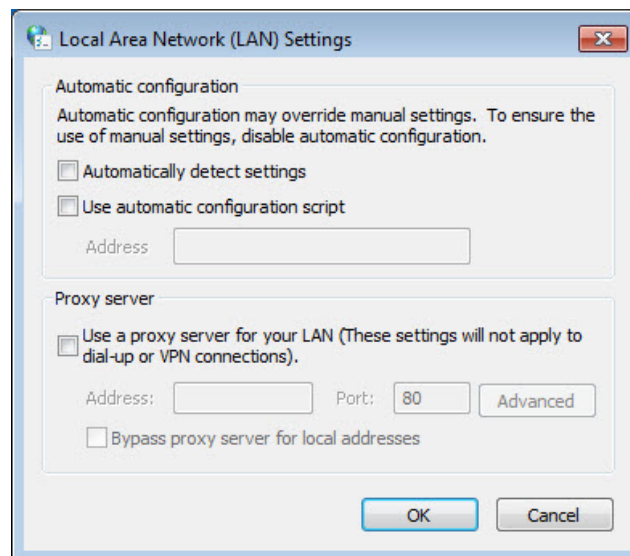 Local Area Network (LAN) Settings
Automatic configuration
Automatic configuration may override manual settings. To ensure the
use of manual settings, disable automatic configuration.
Automatically detect settings
Use automatic configuration script
Address
Proxy server
Use a proxy server for your LAN (These settings will not apply to
dial-up or VPN connections).
Address: Port: 80 Advanced
Bypass proxy server for local addresses
OK Cancel